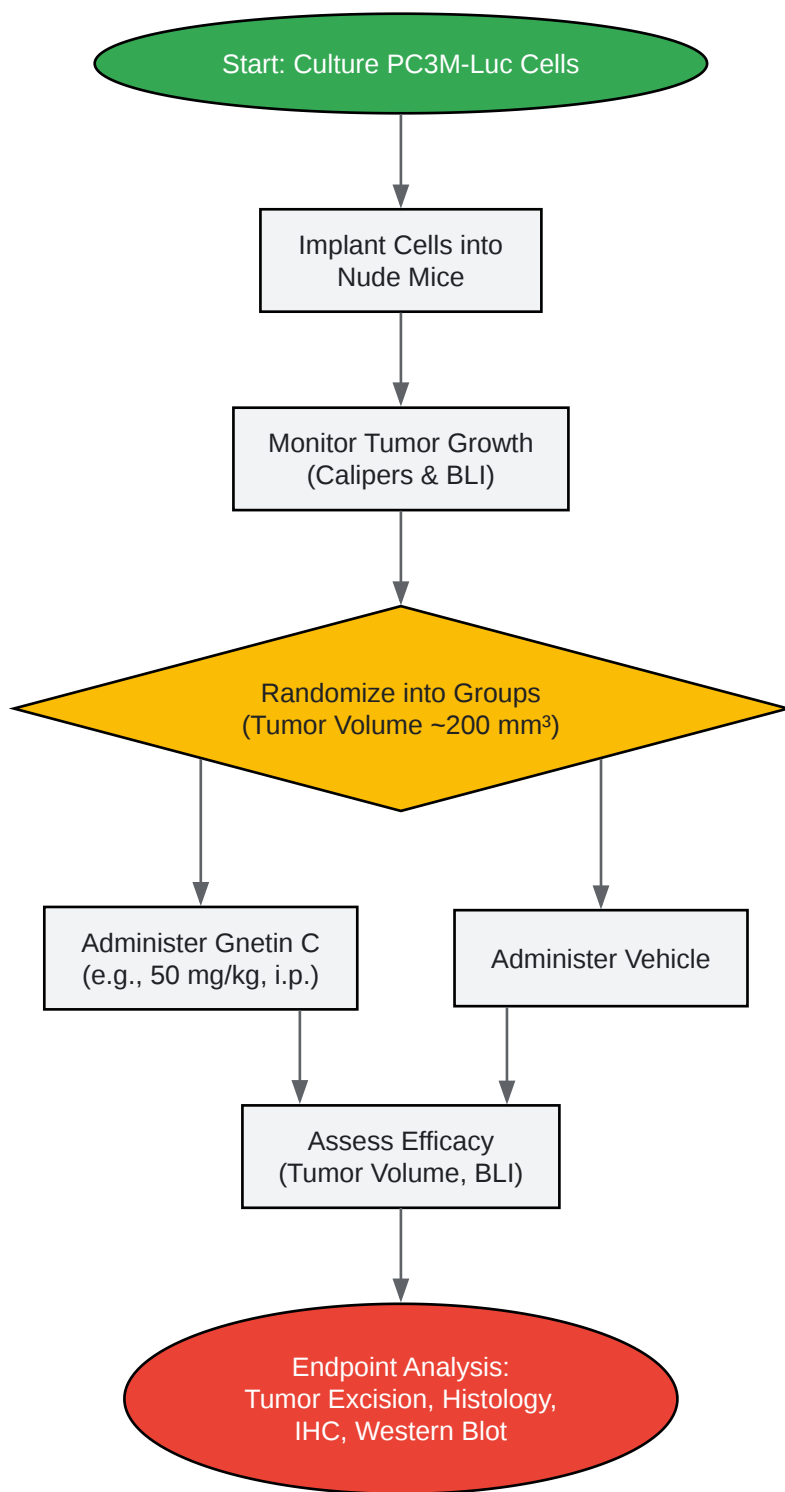 Start: Culture PC3M-Luc Cells
Implant Cells into
Nude Mice
Monitor Tumor Growth
(Calipers & BLI)
Randomize into Groups
(Tumor Volume ~200 mm³)
Administer Gnetin C
(e.g., 50 mg/kg, i.p.)
Administer Vehicle
Assess Efficacy
(Tumor Volume, BLI)
Endpoint Analysis:
Tumor Excision, Histology,
IHC, Western Blot